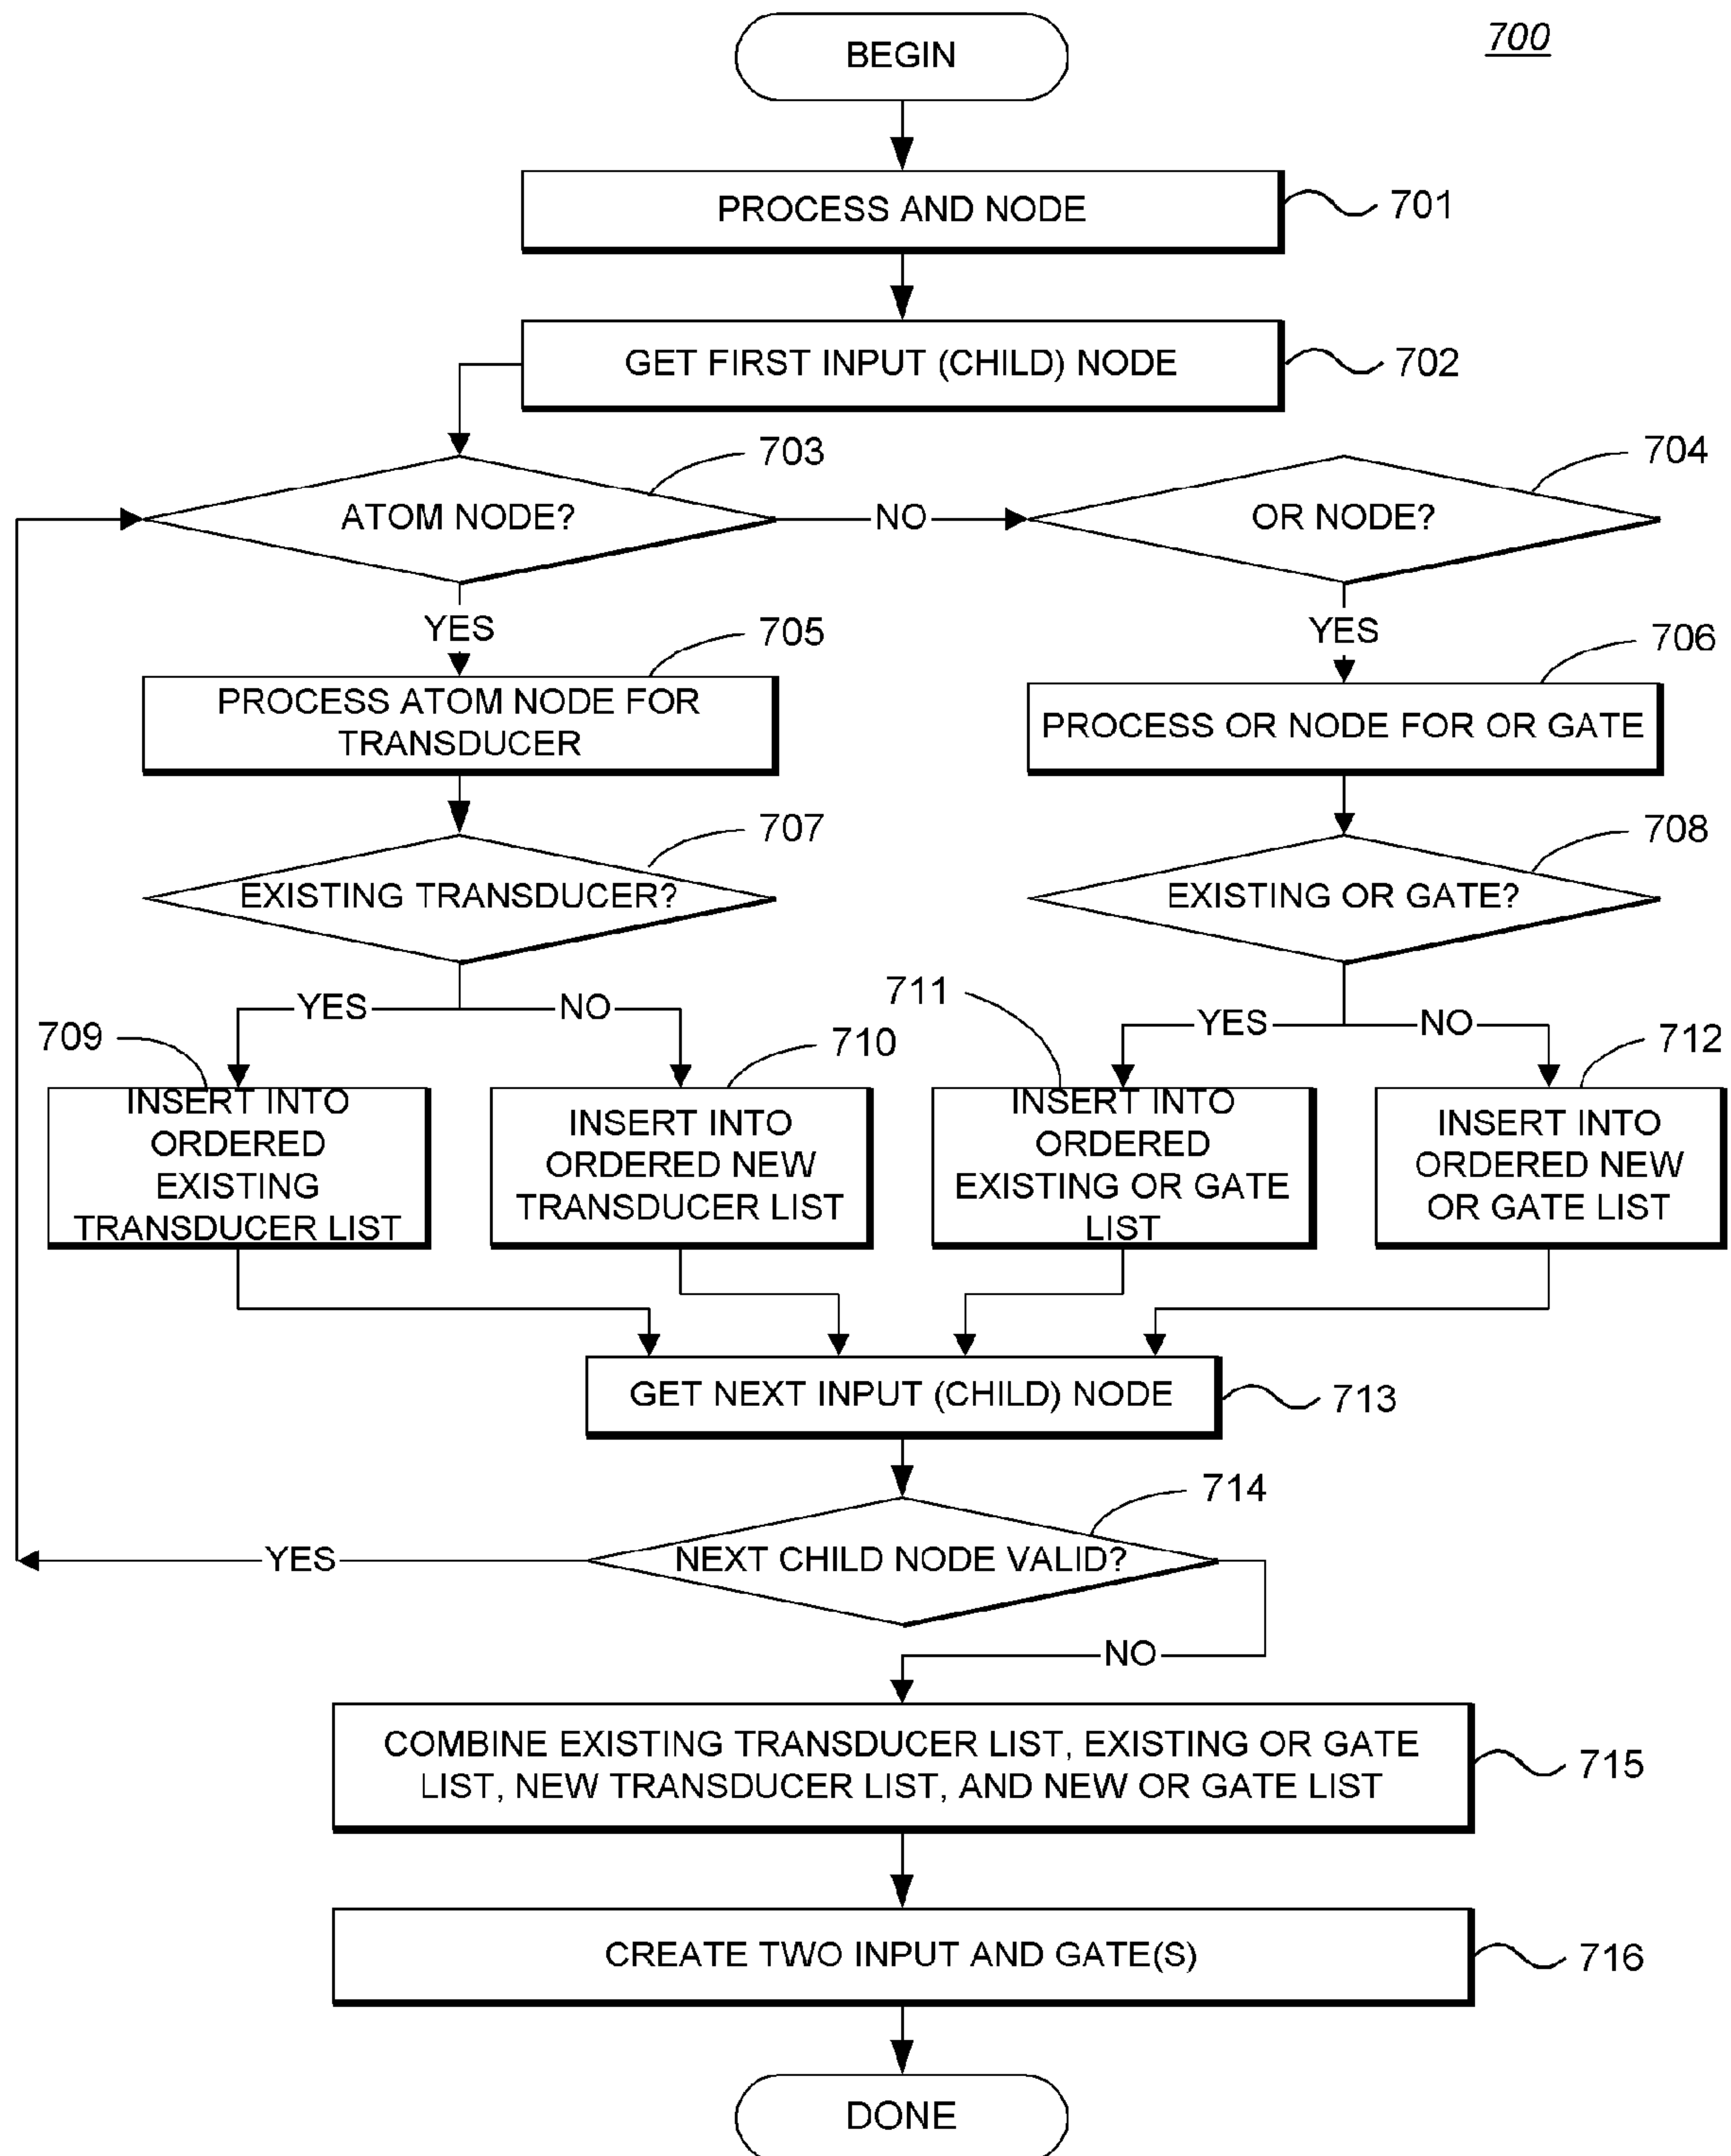 700
BEGIN
PROCESS AND NODE
701
GET FIRST INPUT (CHILD) NODE
702
703
704
ATOM NODE?
NO
OR NODE?
YES
YES
705
706
PROCESS ATOM NODE FOR
TRANSDUCER
PROCESS OR NODE FOR OR GATE
707
708
EXISTING TRANSDUCER?
EXISTING OR GATE?
YES
NO
YES
NO
709
710
711
712
INSERT INTO
ORDERED
EXISTING
TRANSDUCER LIST
INSERT INTO
ORDERED NEW
TRANSDUCER LIST
INSERT INTO
ORDERED
EXISTING OR GATE
LIST
INSERT INTO
ORDERED NEW
OR GATE LIST
GET NEXT INPUT (CHILD) NODE
713
714
NEXT CHILD NODE VALID?
YES
NO
COMBINE EXISTING TRANSDUCER LIST, EXISTING OR GATE
LIST, NEW TRANSDUCER LIST, AND NEW OR GATE LIST
715
CREATE TWO INPUT AND GATE(S)
716
DONE